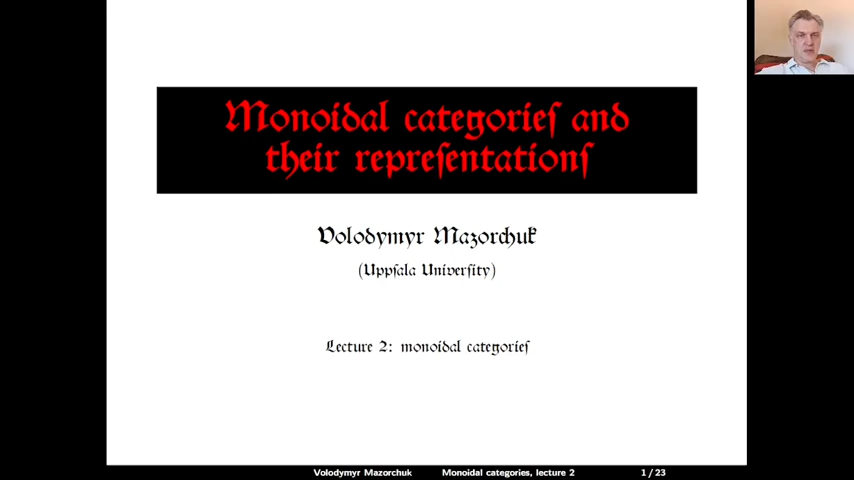 Monoidal categories and
their representations
Volodymyr Mazorchuk
(Uppsala University)
Lecture 2: monoidal categories
Volodymyr Mazorchuk Monoidal categories, lecture 2 1 / 23